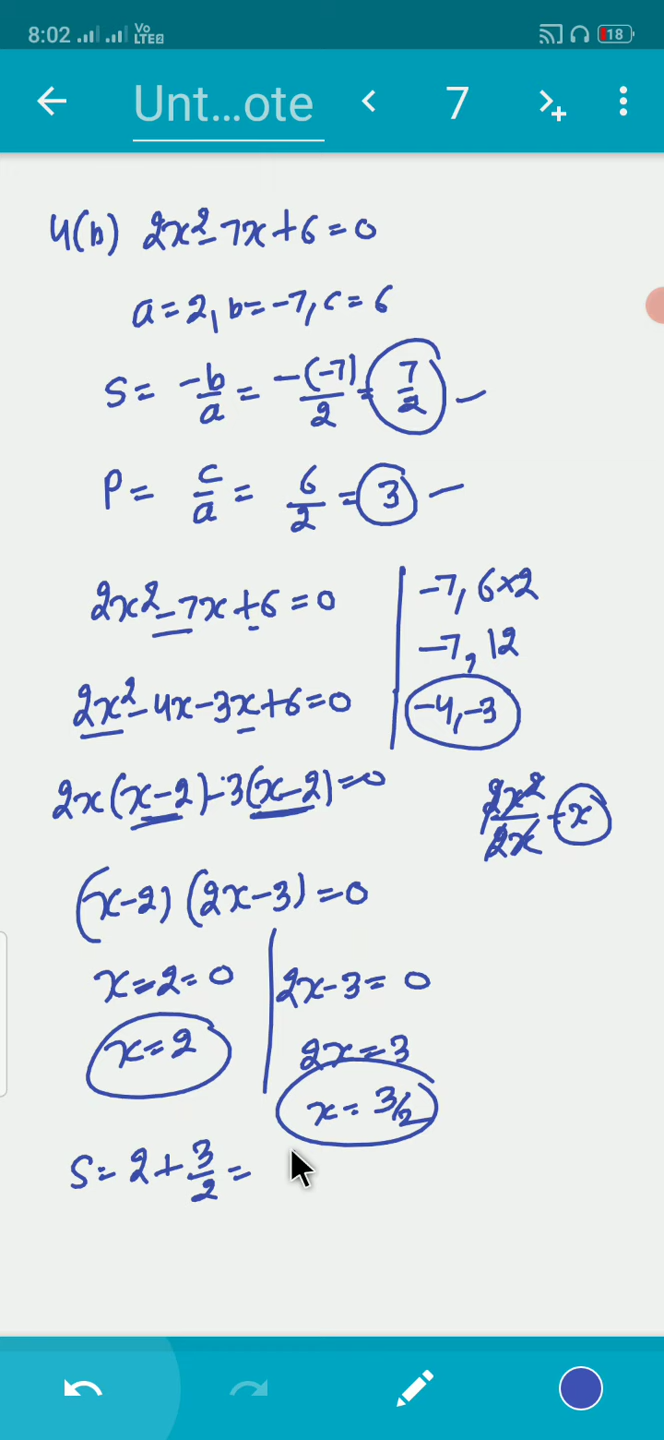 8:02 Vo LTE 18
Unt...ote < 7
4(b) 2x²-7x+6=0
a=2, b=-7, c=6
S= -b/a = -(-7)/2 = 7/2
P= c/a = 6/2 = 3
2x²-7x+6=0
-7, 6×2
-7, 12
2x²-4x-3x+6=0
-4,-3
2x(x-2)-3(x-2)=0
2x²/2x = x
(x-2) (2x-3)=0
x=2=0
2x-3=0
x=2
2x=3
x=3/2
S= 2+3/2=